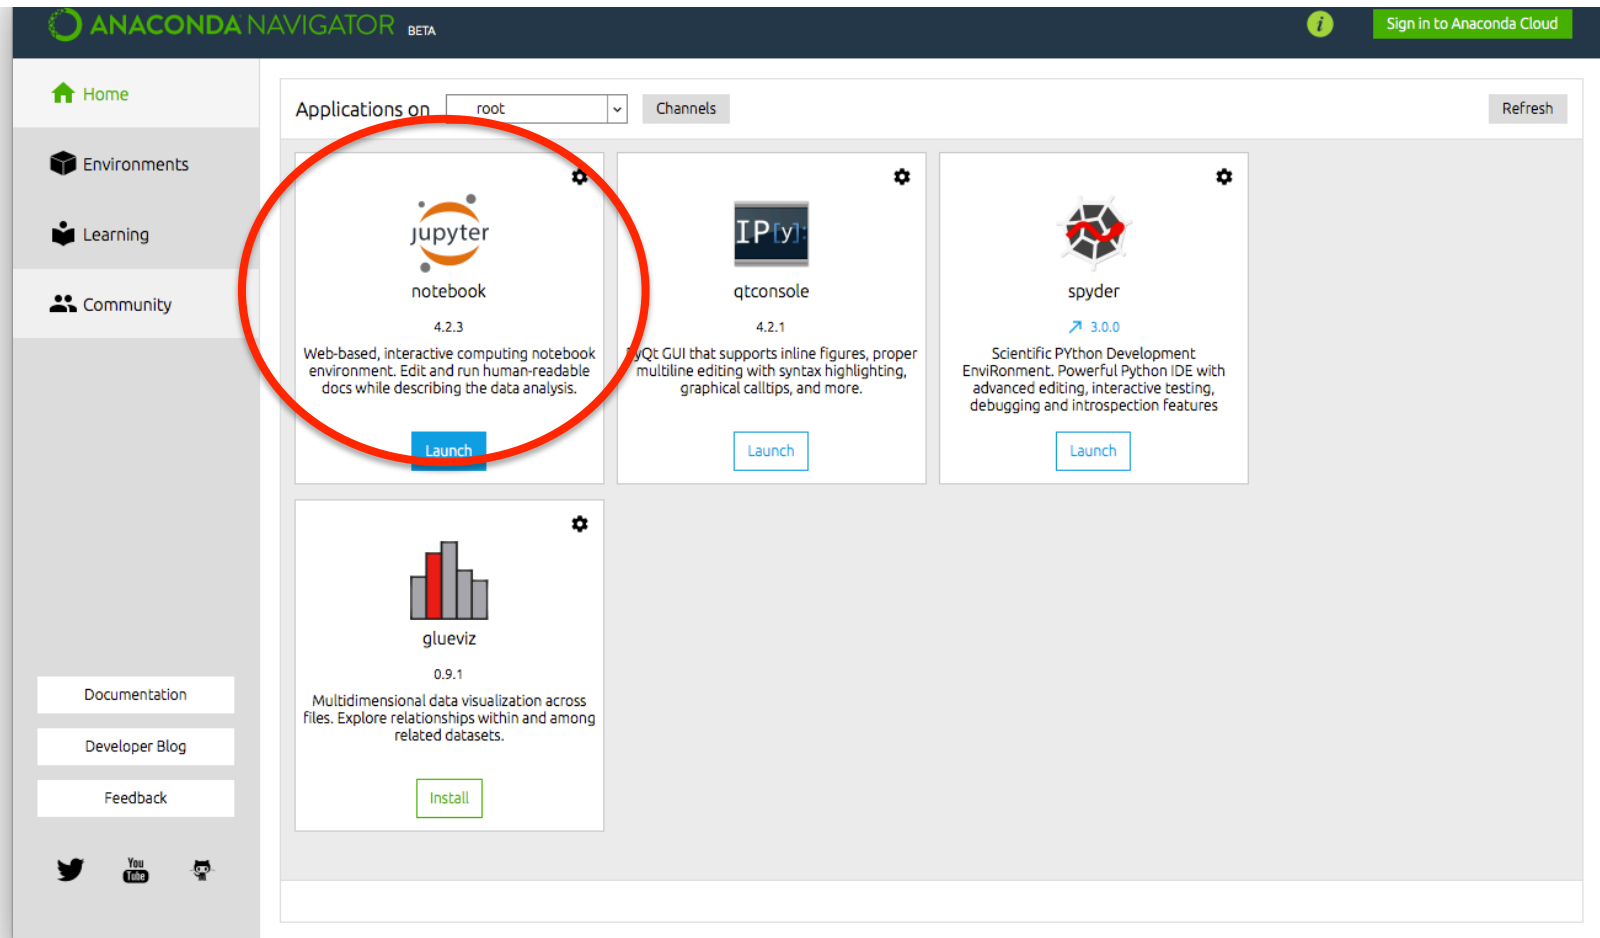 ANACONDA NAVIGATOR BETA
i
Sign in to Anaconda Cloud
Home
Environments
Learning
Community
Documentation
Developer Blog
Feedback
You
Tube
Applications on root Channels Refresh
jupyter
notebook
4.2.3
Web-based, interactive computing notebook
environment. Edit and run human-readable
docs while describing the data analysis.
Launch
IP[y]:
qtconsole
4.2.1
PyQt GUI that supports inline figures, proper
multiline editing with syntax highlighting,
graphical calltips, and more.
Launch
spyder
3.0.0
Scientific PYthon Development
EnviRonment. Powerful Python IDE with
advanced editing, interactive testing,
debugging and introspection features
Launch
glueviz
0.9.1
Multidimensional data visualization across
files. Explore relationships within and among
related datasets.
Install